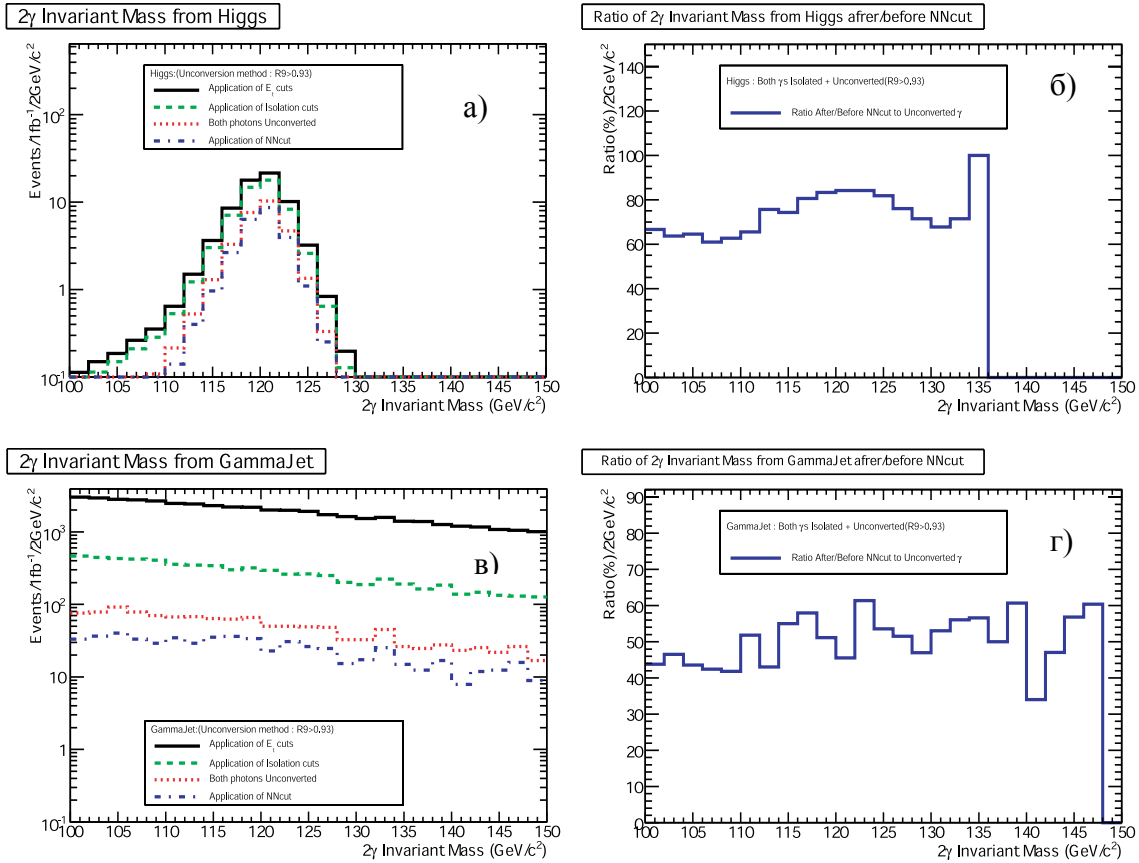 2γ Invariant Mass from Higgs
Events/1fb⁻¹/2GeV/c²
10²
10
1
10⁻¹
Higgs:(Unconversion method : R9>0.93)
Application of Eₜ cuts
Application of Isolation cuts
Both photons Unconverted
Application of NNcut
а)
100 105 110 115 120 125 130 135 140 145 150
2γ Invariant Mass (GeV/c²)
Ratio of 2γ Invariant Mass from Higgs afrer/before NNcut
Ratio(%)/2GeV/c²
140
120
100
80
60
40
20
0
Higgs : Both γs Isolated + Unconverted(R9>0.93)
Ratio After/Before NNcut to Unconverted γ
б)
100 105 110 115 120 125 130 135 140 145 150
2γ Invariant Mass (GeV/c²)
2γ Invariant Mass from GammaJet
Events/1fb⁻¹/2GeV/c²
10³
10²
10
1
10⁻¹
в)
GammaJet:(Unconversion method : R9>0.93)
Application of Eₜ cuts
Application of Isolation cuts
Both photons Unconverted
Application of NNcut
100 105 110 115 120 125 130 135 140 145 150
2γ Invariant Mass (GeV/c²)
Ratio of 2γ Invariant Mass from GammaJet afrer/before NNcut
Ratio(%)/2GeV/c²
90
80
70
60
50
40
30
20
10
0
GammaJet : Both γs Isolated + Unconverted(R9>0.93)
Ratio After/Before NNcut to Unconverted γ
г)
100 105 110 115 120 125 130 135 140 145 150
2γ Invariant Mass (GeV/c²)